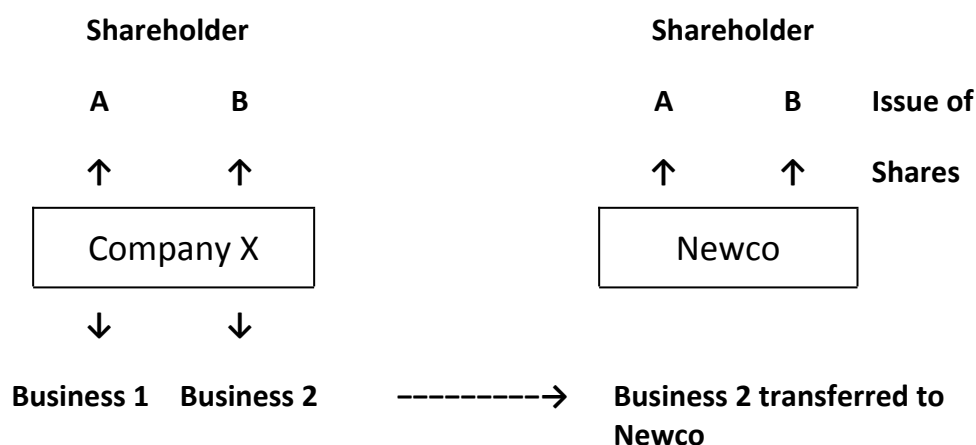 Shareholder Shareholder
A B A B Issue of
↑ ↑ ↑ ↑ Shares
Company X Newco
↓ ↓
Business 1 Business 2 ---------→ Business 2 transferred to
Newco